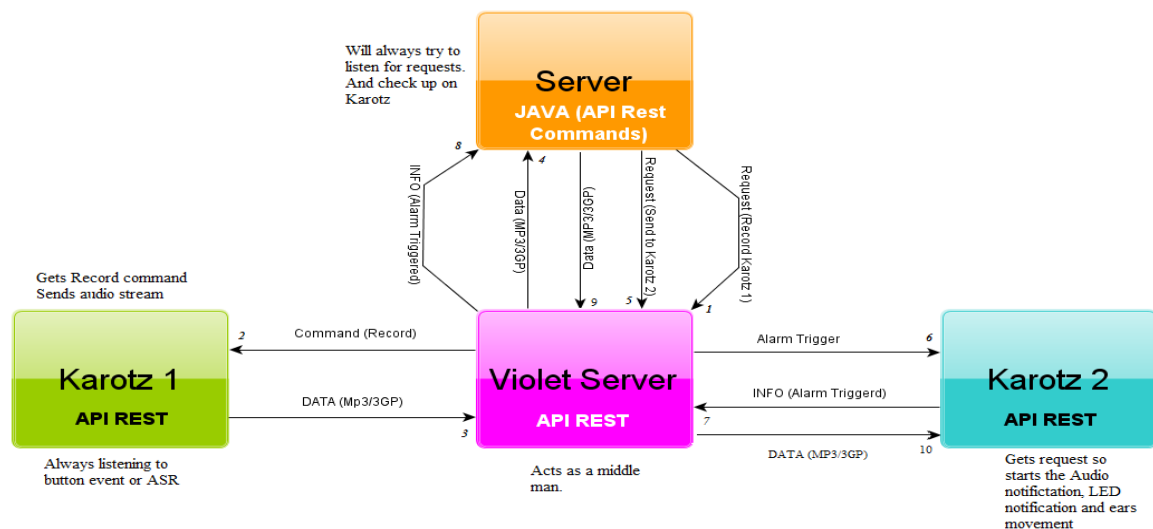 Will always try to
listen for requests.
And check up on
Karotz
Server
JAVA (API Rest
Commands)
8
4
INFO (Alarm Triggered)
Data (MP3/3GP)
Data (MP3/3GP)
Request (Send to Karotz 2)
Request (Record Karotz 1)
9
5
1
Gets Record command
Sends audio stream
Karotz 1
API REST
Always listening to
button event or ASR
2
Command (Record)
DATA (Mp3/3GP)
3
Violet Server
API REST
Acts as a middle
man.
Alarm Trigger
6
INFO (Alarm Triggerd)
7
DATA (MP3/3GP)
10
Karotz 2
API REST
Gets request so
starts the Audio
notifictation, LED
notification and ears
movement